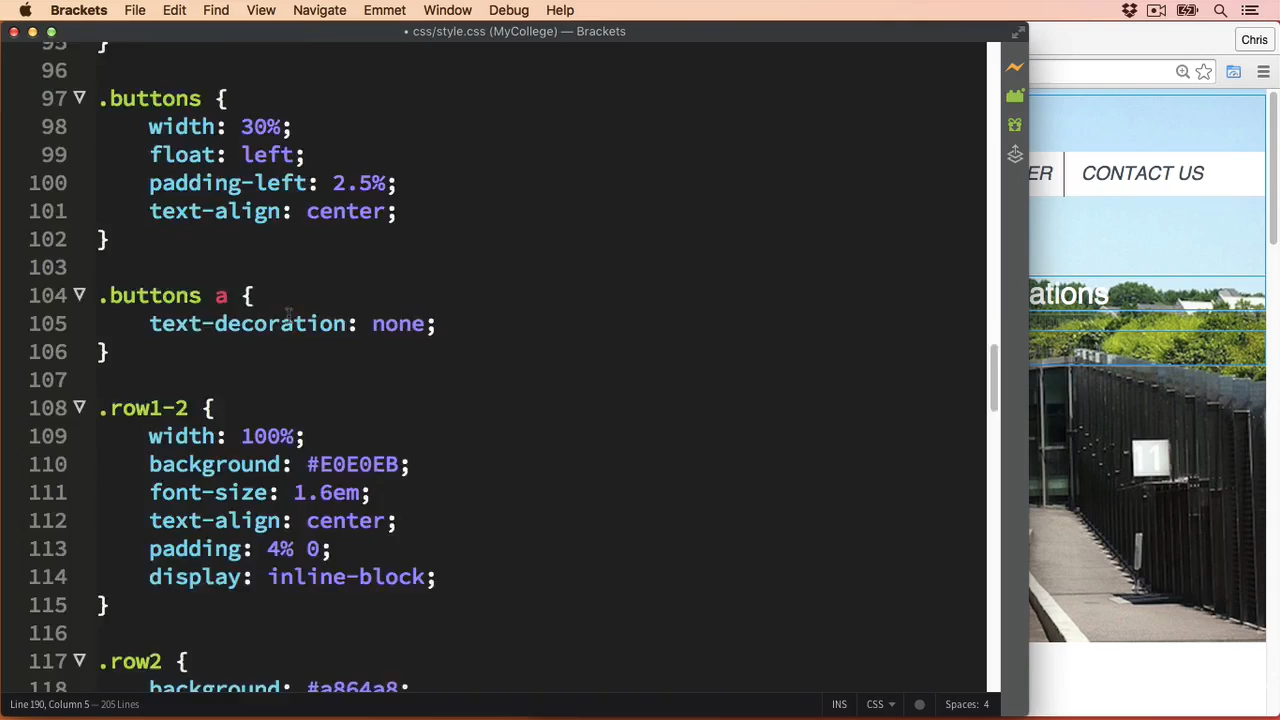 Brackets File Edit Find View Navigate Emmet Window Debug Help
• css/style.css (MyCollege) — Brackets
Chris
95 }
96
97 .buttons {
98 width: 30%;
99 float: left;
100 padding-left: 2.5%;
101 text-align: center;
102 }
103
104 .buttons a {
105 text-decoration: none;
106 }
107
108 .row1-2 {
109 width: 100%;
110 background: #E0E0EB;
111 font-size: 1.6em;
112 text-align: center;
113 padding: 4% 0;
114 display: inline-block;
115 }
116
117 .row2 {
118 background: #a864a8;
ER CONTACT US
ations
11
Line 190, Column 5 — 205 Lines
INS CSS Spaces: 4